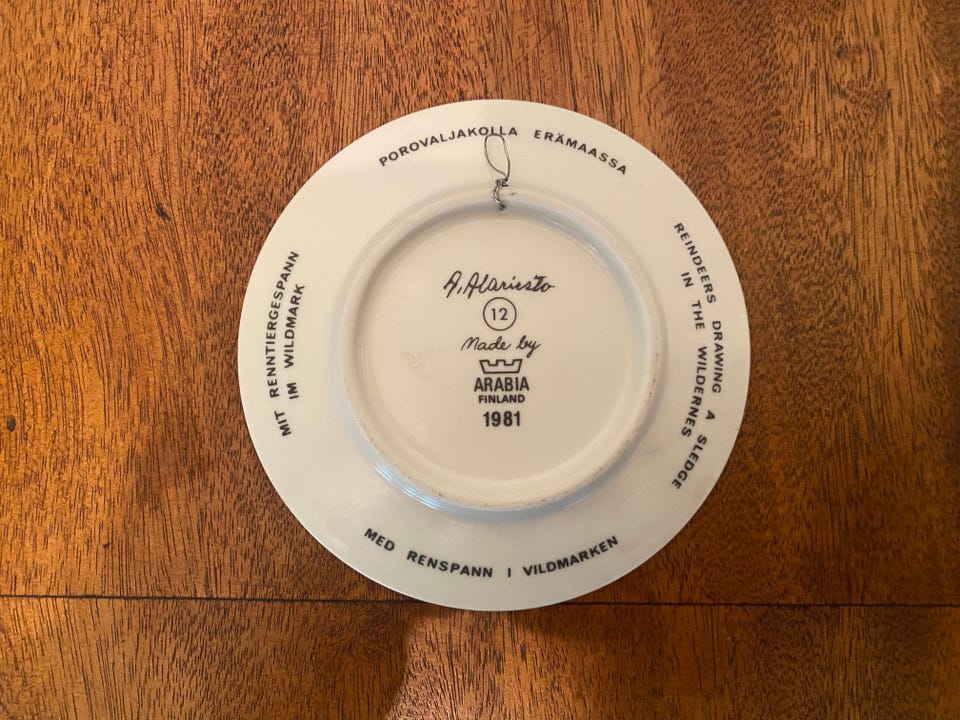 POROVALJAKOLLA ERÄMAASSA
REINDEERS DRAWING A SLEDGE
IN THE WILDERNES
MED RENSPANN I VILDMARKEN
MIT RENNTIERGESPANN
IM WILDMARK
A. Alariesto
12
Made by
ARABIA
FINLAND
1981